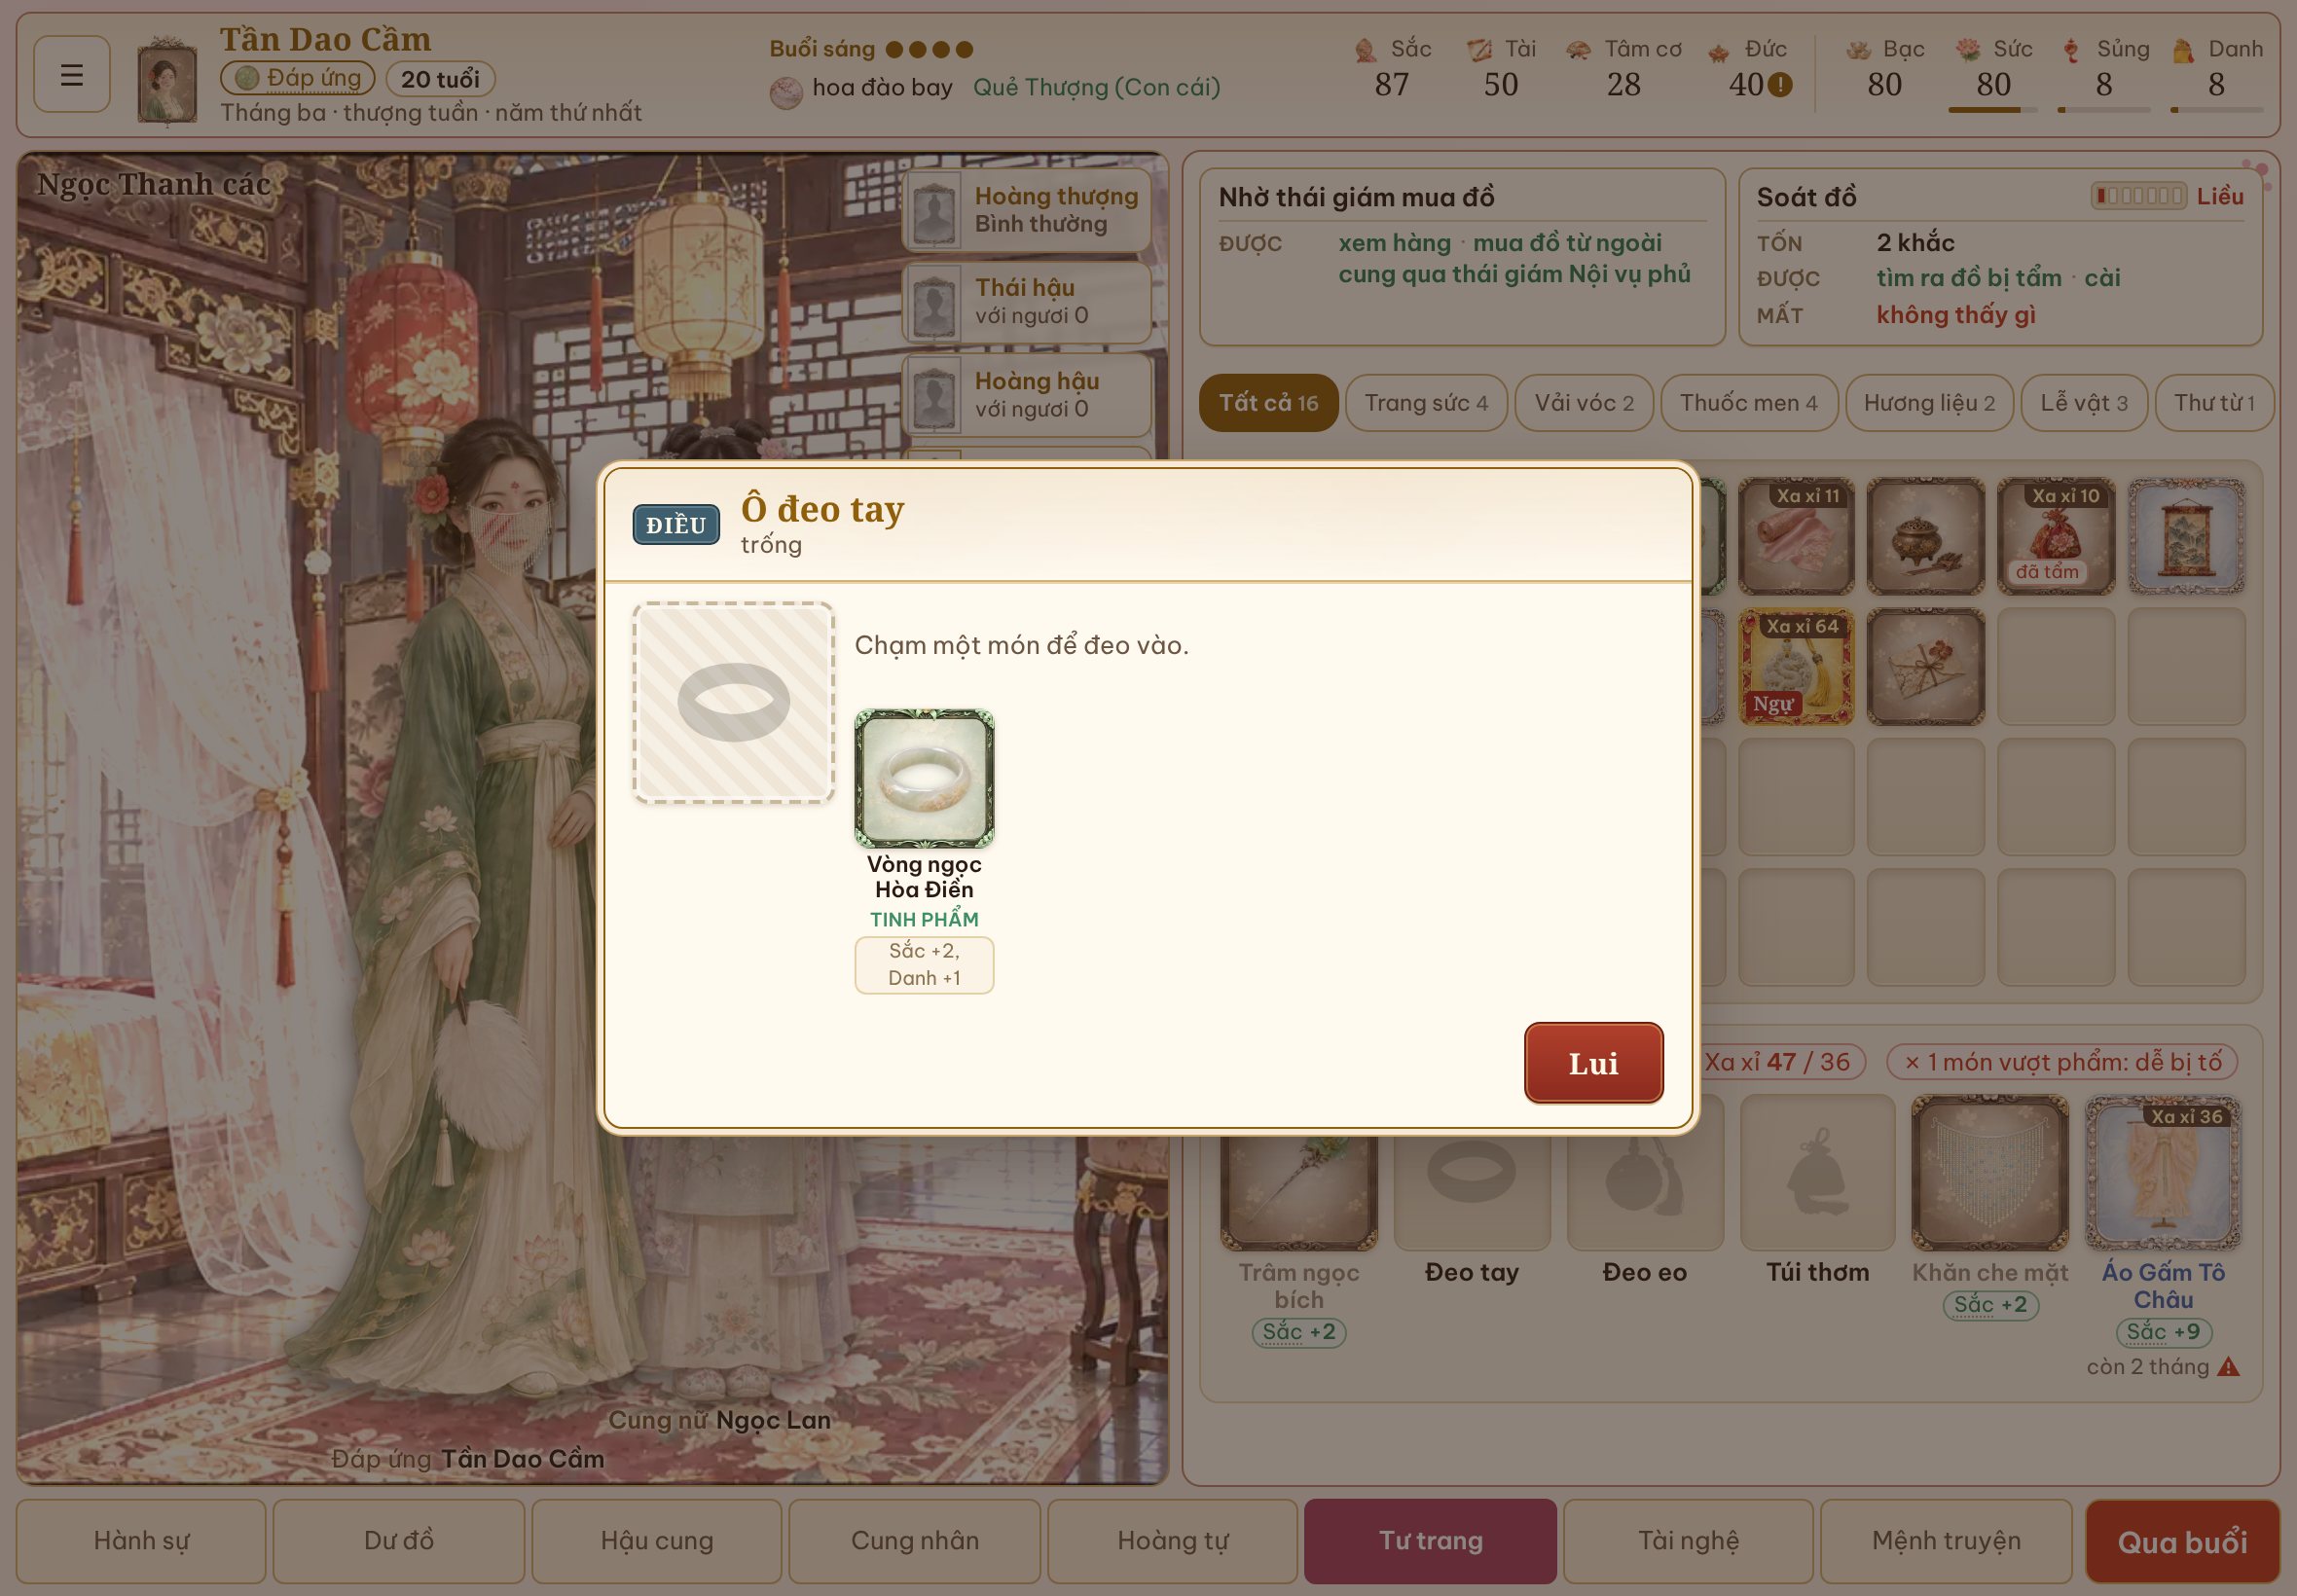 Tần Dao Cầm
Đáp ứng
20 tuổi
Tháng ba · thượng tuần · năm thứ nhất
Buổi sáng
hoa đào bay
Quẻ Thượng (Con cái)
Sắc
87
Tài
50
Tâm cơ
28
Đức
40
Bạc
80
Sức
80
Sủng
8
Danh
8
Ngọc Thanh các
Hoàng thượng
Bình thường
Thái hậu
với ngươi 0
Hoàng hậu
với ngươi 0
Cung nữ Ngọc Lan
Đáp ứng Tần Dao Cầm
Nhờ thái giám mua đồ
ĐƯỢC
xem hàng · mua đồ từ ngoài
cung qua thái giám Nội vụ phủ
Soát đồ
Liều
TỐN
2 khắc
ĐƯỢC
tìm ra đồ bị tẩm · cài
MẤT
không thấy gì
Tất cả 16
Trang sức 4
Vải vóc 2
Thuốc men 4
Hương liệu 2
Lễ vật 3
Thư từ 1
Xa xỉ 11
Xa xỉ 10
đã tẩm
Xa xỉ 64
Ngự
ĐIỀU
Ô đeo tay
trống
Chạm một món để đeo vào.
Vòng ngọc
Hòa Điền
TINH PHẨM
Sắc +2,
Danh +1
Lui
Xa xỉ 47 / 36
× 1 món vượt phẩm: dễ bị tố
Trâm ngọc
bích
Sắc +2
Đeo tay
Đeo eo
Túi thơm
Khăn che mặt
Sắc +2
Xa xỉ 36
Áo Gấm Tô
Châu
Sắc +9
còn 2 tháng
Hành sự
Dư đồ
Hậu cung
Cung nhân
Hoàng tự
Tư trang
Tài nghệ
Mệnh truyện
Qua buổi